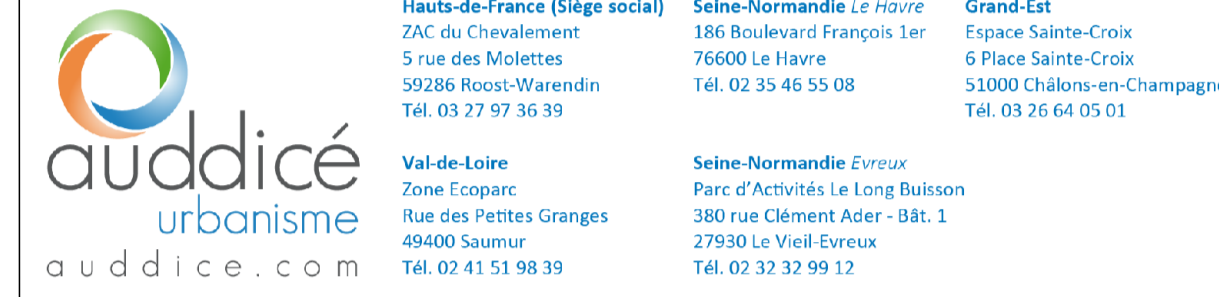 auddicé
urbanisme
auddice.com
Hauts-de-France (Siège social)
ZAC du Chevalement
5 rue des Molettes
59286 Roost-Warendin
Tél. 03 27 97 36 39
Seine-Normandie Le Havre
186 Boulevard François 1er
76600 Le Havre
Tél. 02 35 46 55 08
Grand-Est
Espace Sainte-Croix
6 Place Sainte-Croix
51000 Châlons-en-Champagne
Tél. 03 26 64 05 01
Val-de-Loire
Zone Ecoparc
Rue des Petites Granges
49400 Saumur
Tél. 02 41 51 98 39
Seine-Normandie Evreux
Parc d’Activités Le Long Buisson
380 rue Clément Ader - Bât. 1
27930 Le Vieil-Evreux
Tél. 02 32 32 99 12